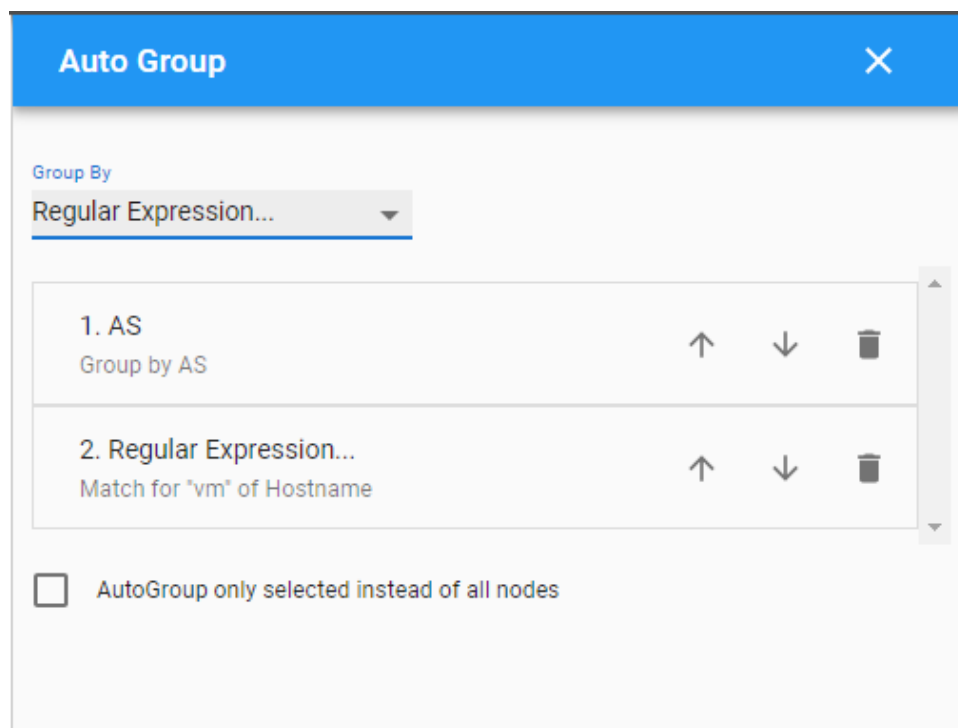 Auto Group
Group By
Regular Expression...
1. AS
Group by AS
2. Regular Expression...
Match for "vm" of Hostname
AutoGroup only selected instead of all nodes